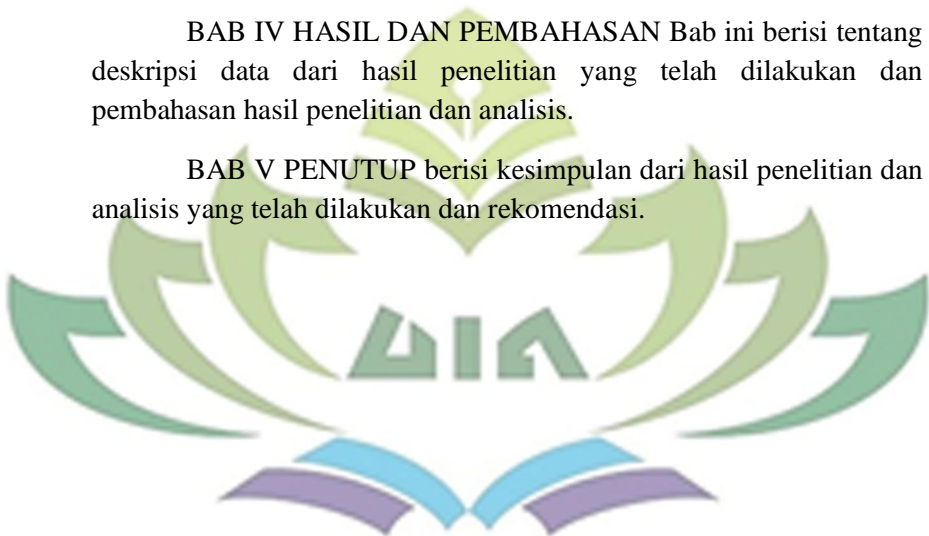 BAB IV HASIL DAN PEMBAHASAN Bab ini berisi tentang
deskripsi data dari hasil penelitian yang telah dilakukan dan
pembahasan hasil penelitian dan analisis.
BAB V PENUTUP berisi kesimpulan dari hasil penelitian dan
analisis yang telah dilakukan dan rekomendasi.
UIN